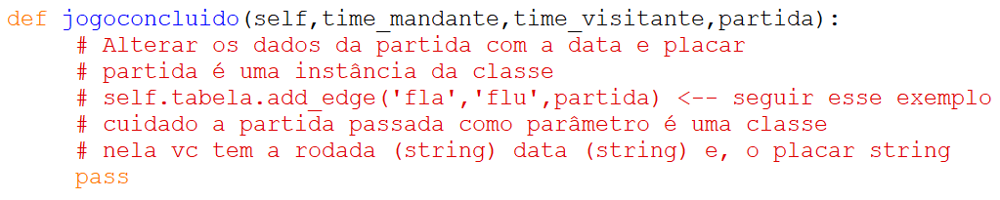 def jogoconcluido(self,time_mandante,time_visitante,partida):
# Alterar os dados da partida com a data e placar
# partida é uma instância da classe
# self.tabela.add_edge('fla','flu',partida) <-- seguir esse exemplo
# cuidado a partida passada como parâmetro é uma classe
# nela vc tem a rodada (string) data (string) e, o placar string
pass